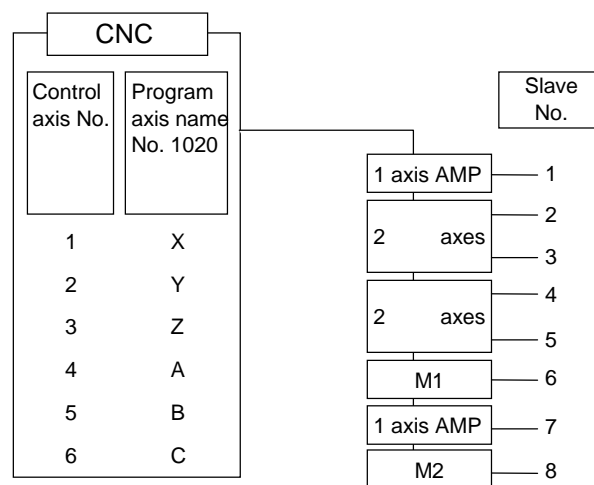 CNC
Control
axis No.
Program
axis name
No. 1020
1 X
2 Y
3 Z
4 A
5 B
6 C
Slave
No.
1 axis AMP 1
2 axes 2
3
2 axes 4
5
M1 6
1 axis AMP 7
M2 8